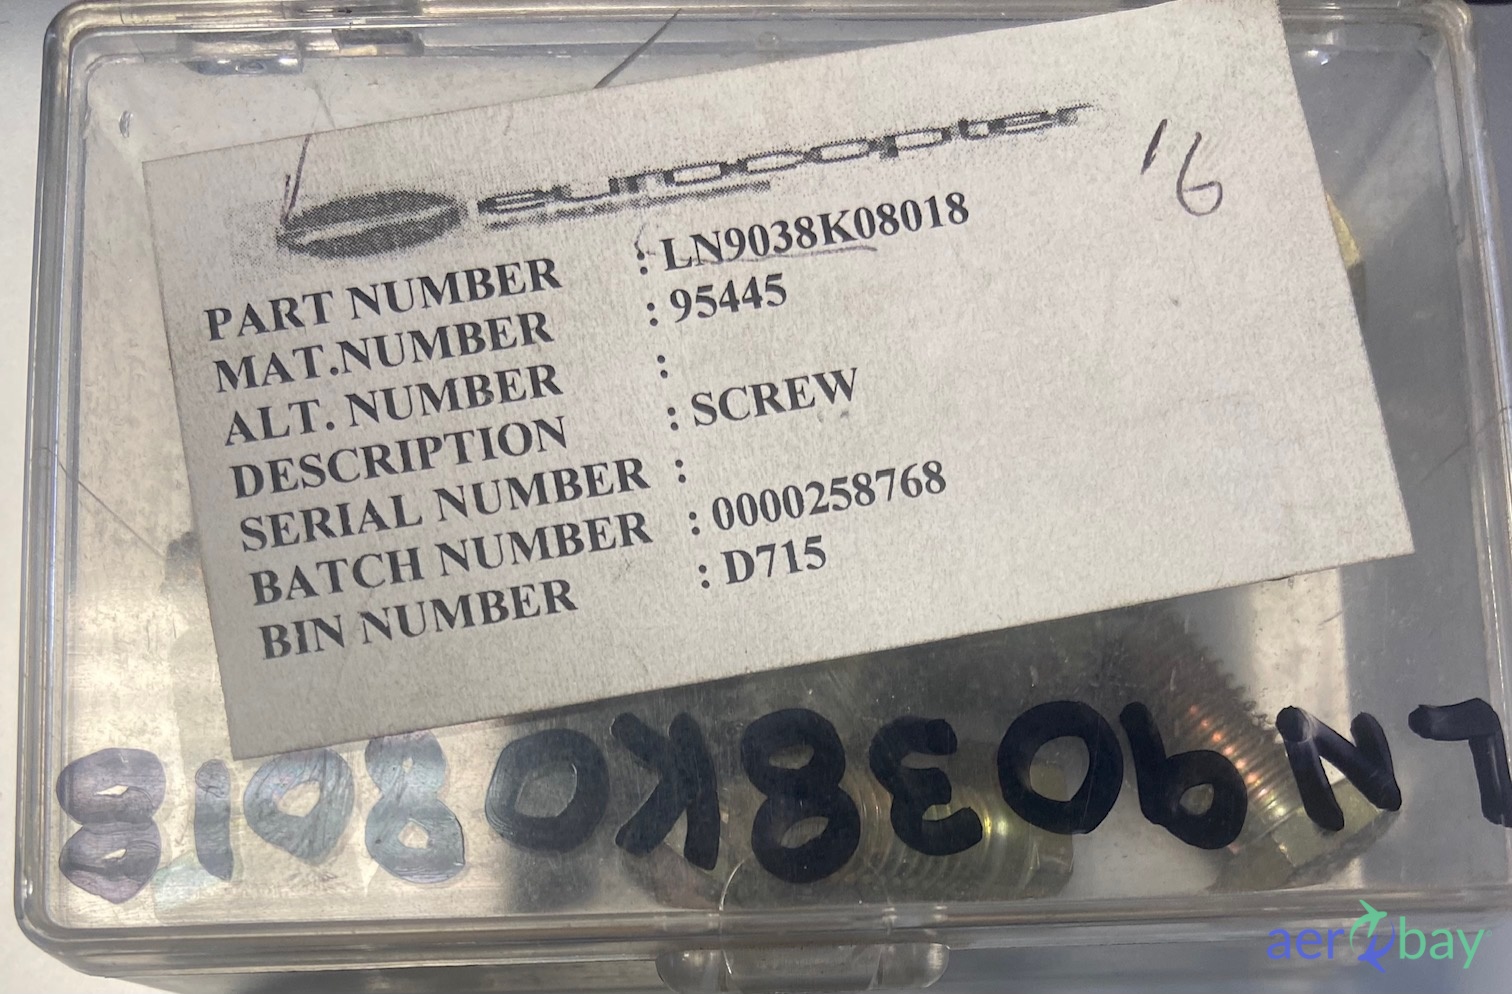 eurocopter
16
PART NUMBER : LN9038K08018
MAT.NUMBER : 95445
ALT. NUMBER :
DESCRIPTION : SCREW
SERIAL NUMBER :
BATCH NUMBER : 0000258768
BIN NUMBER : D715
LN9038K08018
aerobay